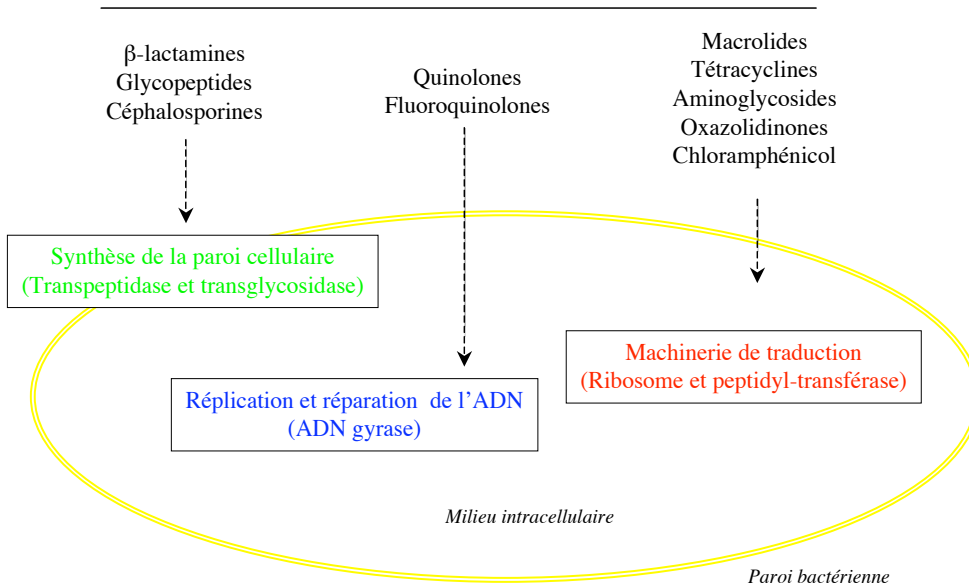 β-lactamines
Glycopeptides
Céphalosporines
Quinolones
Fluoroquinolones
Macrolides
Tétracyclines
Aminoglycosides
Oxazolidinones
Chloramphénicol
Synthèse de la paroi cellulaire
(Transpeptidase et transglycosidase)
Machinerie de traduction
(Ribosome et peptidyl-transférase)
Réplication et réparation de l’ADN
(ADN gyrase)
Milieu intracellulaire
Paroi bactérienne